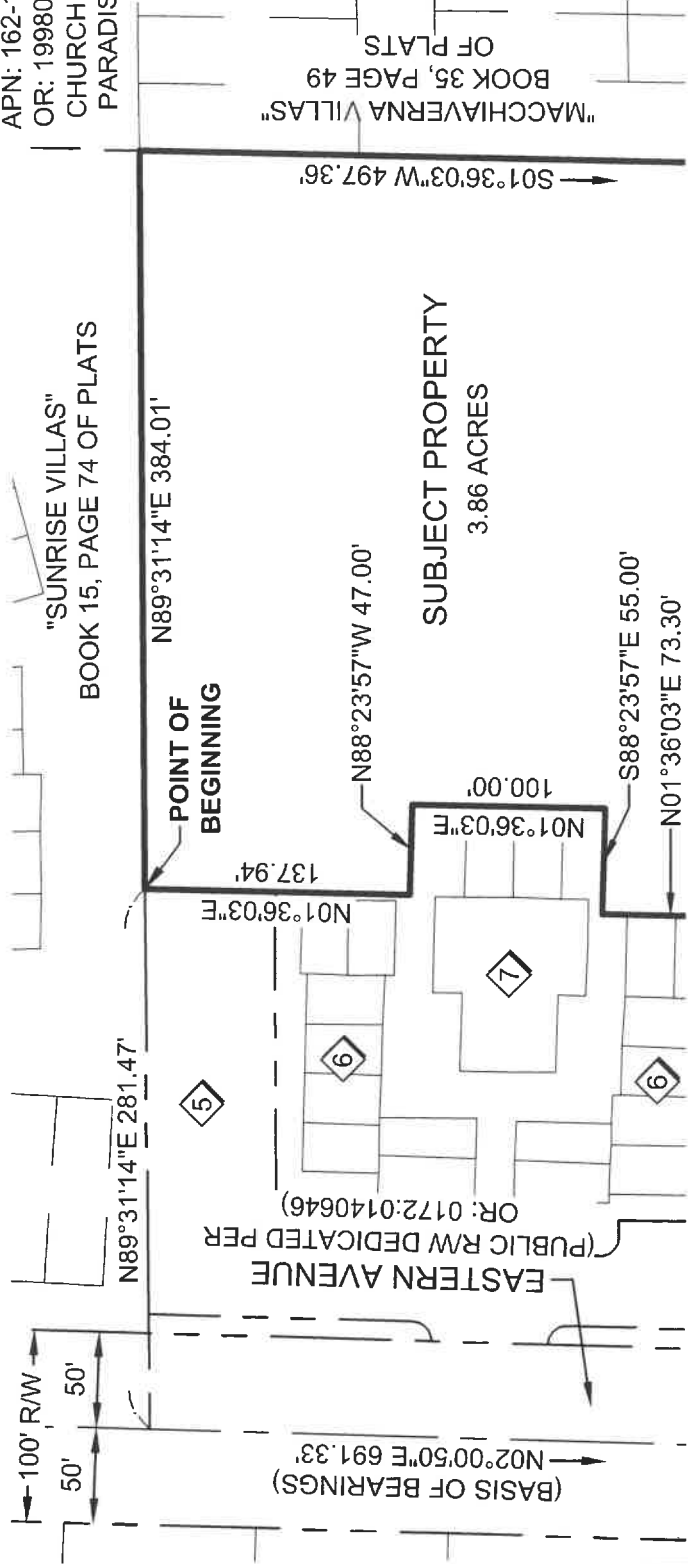 APN: 162-
OR: 19980
CHURCH
PARADIS
"MACCHIAVERNA VILLAS"
BOOK 35, PAGE 49
OF PLATS
"SUNRISE VILLAS"
BOOK 15, PAGE 74 OF PLATS
N89°31'14"E 384.01'
S01°36'03"W 497.36'
POINT OF
BEGINNING
SUBJECT PROPERTY
3.86 ACRES
N88°23'57"W 47.00'
N01°36'03"E
100.00'
S88°23'57"E 55.00'
N01°36'03"E 73.30'
N01°36'03"E
137.94'
N89°31'14"E 281.47'
5
6
7
6
EASTERN AVENUE
(PUBLIC R/W DEDICATED PER
OR: 0172:0140646)
100' R/W
50'
50'
N02°00'50"E 691.33'
(BASIS OF BEARINGS)